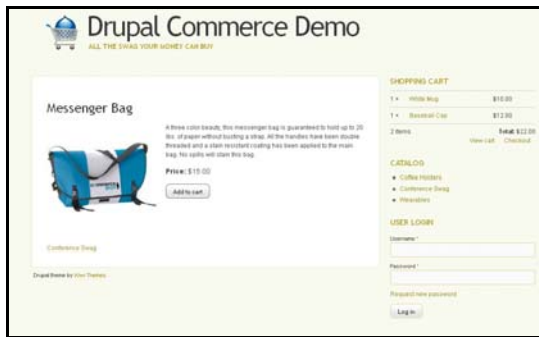 Drupal Commerce Demo
ALL THE SWAG YOUR MONEY CAN BUY
Messenger Bag
A three color beauty, this messenger bag is guaranteed to hold up to 20
lbs. of paper without busting a strap. All the handles have been double
threaded and a stain resistant coating has been applied to the main
bag. No spills will stain this bag.
Price: $15.00
Add to cart
Conference Swag
Drupal theme by Kiwi Themes.
SHOPPING CART
1 × White Mug $10.00
1 × Baseball Cap $12.00
2 items Total: $22.00
View cart Checkout
CATALOG
Coffee Holders
Conference Swag
Wearables
USER LOGIN
Username *
Password *
Request new password
Log in